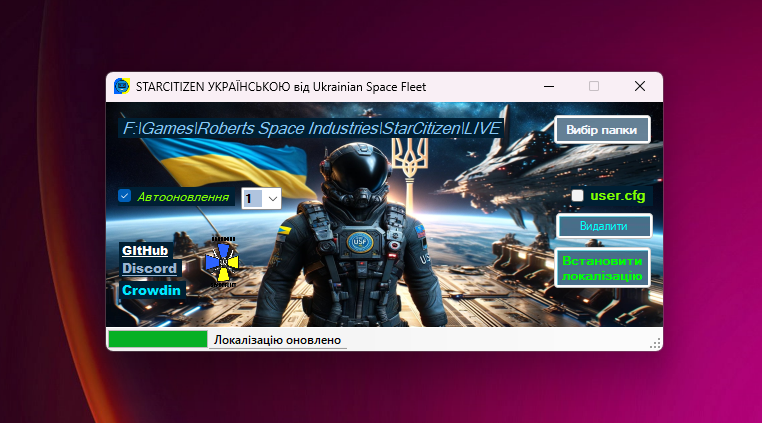 STARCITIZEN УКРАЇНСЬКОЮ від Ukrainian Space Fleet
F:\Games\Roberts Space Industries\StarCitizen\LIVE
Вибір папки
Автооновлення
1
user.cfg
Видалити
GItHub
Discord
Crowdin
Встановити
локалізацію
USF
US
Локалізацію оновлено